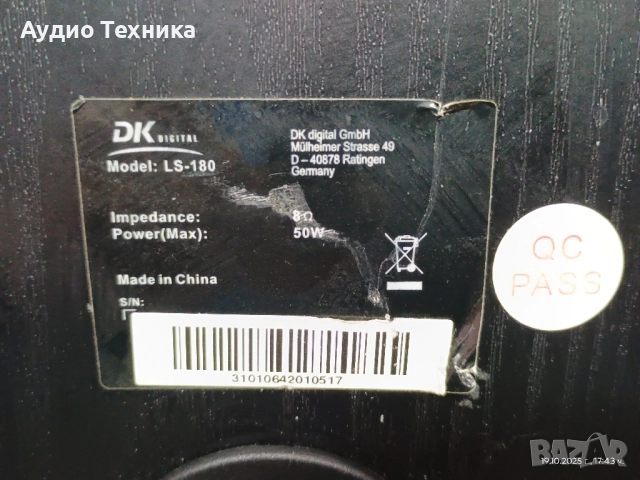 Аудио Техника
DK DIGITAL
Model: LS-180
DK digital GmbH
Mülheimer Strasse 49
D – 40878 Ratingen
Germany
Impedance: 8Ω
Power(Max): 50W
Made in China
S/N:
31010642010517
QC
PASS
BAZAR
19.10.2025 г. 17:43 ч.